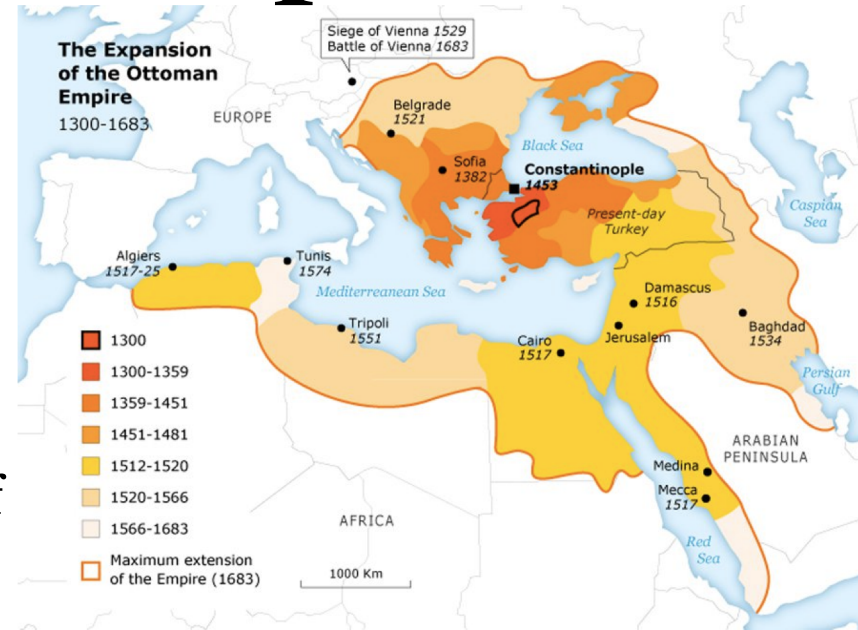 Siege of Vienna 1529
Battle of Vienna 1683
The Expansion
of the Ottoman
Empire
1300-1683
EUROPE
Belgrade
1521
Black Sea
Sofia
1382
Constantinople
1453
Caspian
Sea
Present-day
Turkey
Algiers
1517-25
Tunis
1574
Mediterranean Sea
Damascus
1516
Tripoli
1551
Cairo
1517
Jerusalem
Baghdad
1534
Persian
Gulf
1300
1300-1359
1359-1451
1451-1481
1512-1520
1520-1566
1566-1683
Maximum extension
of the Empire (1683)
ARABIAN
PENINSULA
Medina
Mecca
1517
AFRICA
Red
Sea
1000 Km